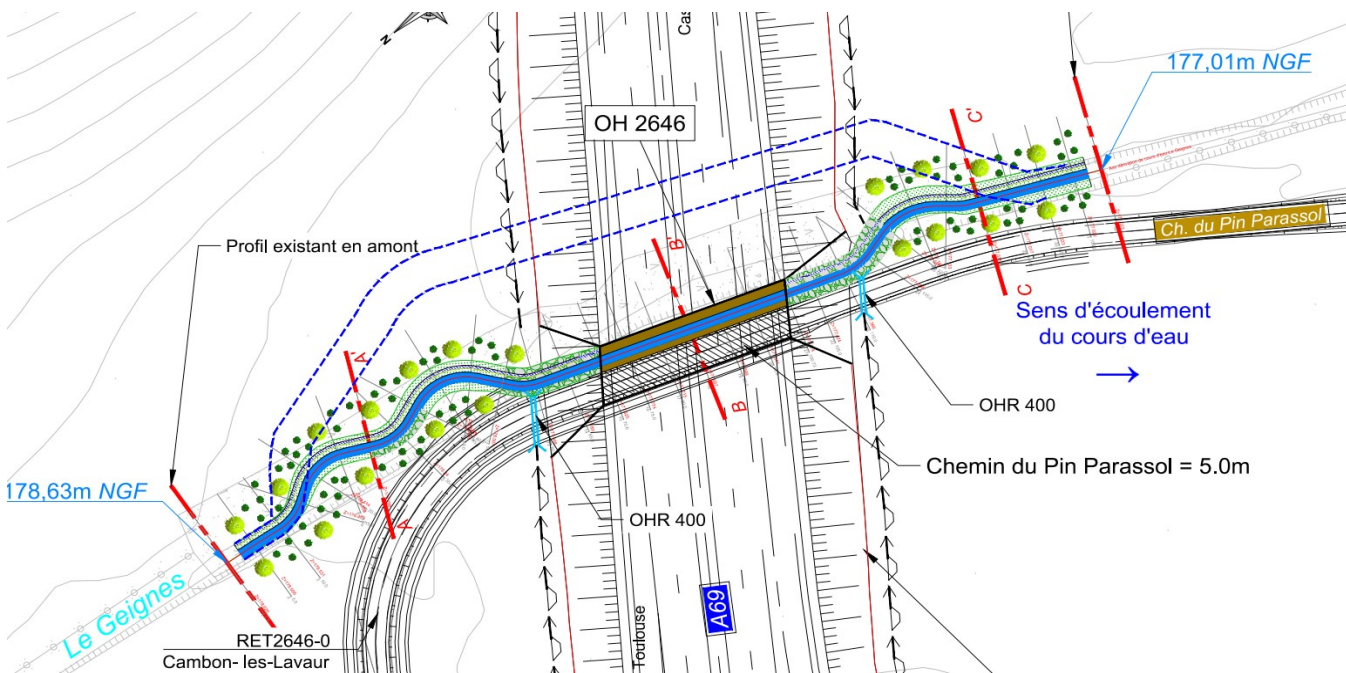 N
Cas
177,01m NGF
OH 2646
C'
Profil existant en amont
B'
Ch. du Pin Parassol
C
Sens d'écoulement
du cours d'eau
A'
B
OHR 400
Chemin du Pin Parassol = 5.0m
178,63m NGF
OHR 400
A
Le Geignes
A69
RET2646-0
Cambon- les-Lavaur
Toulouse